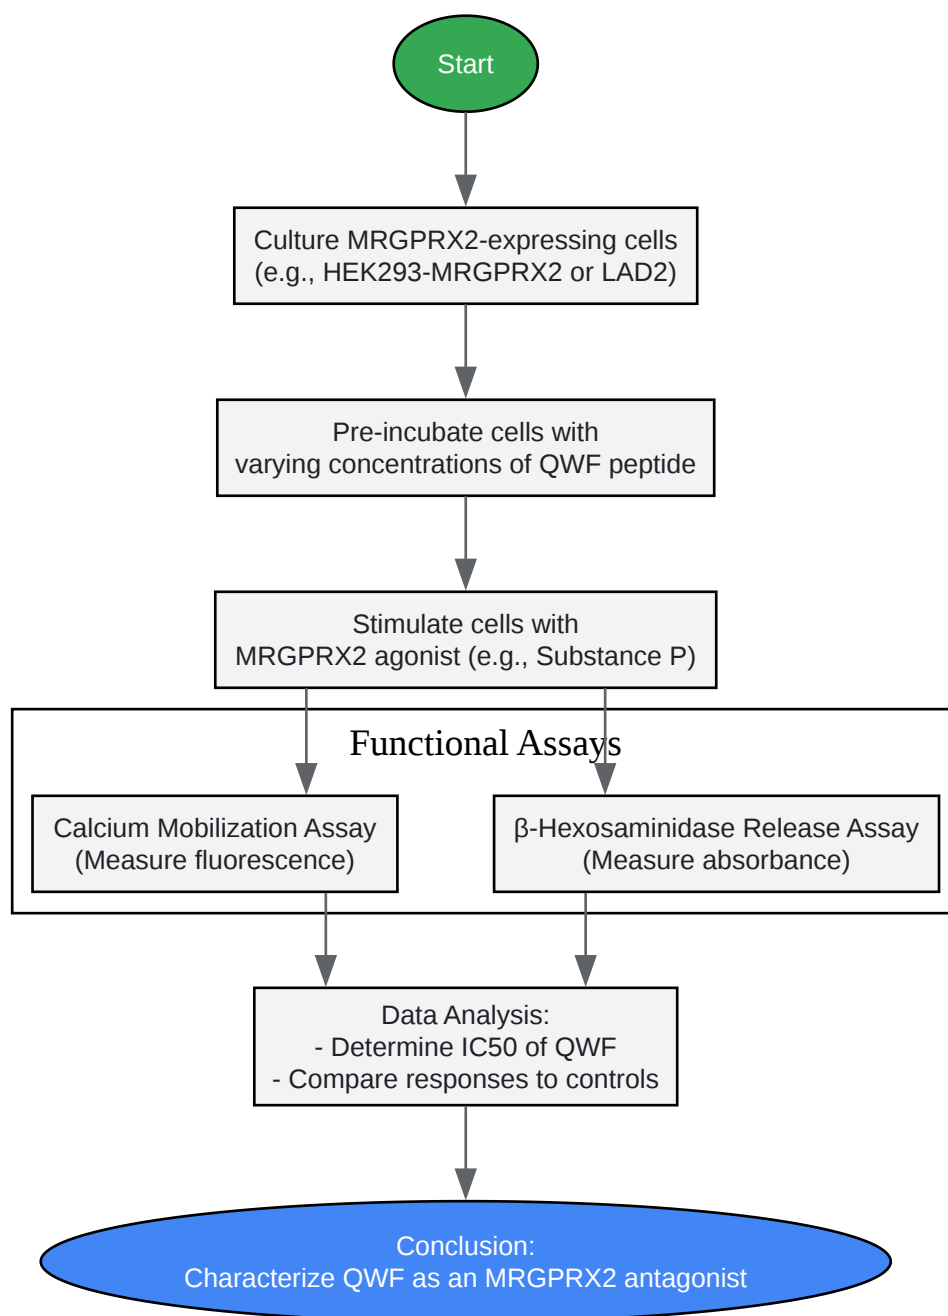 Start
Culture MRGPRX2-expressing cells
(e.g., HEK293-MRGPRX2 or LAD2)
Pre-incubate cells with
varying concentrations of QWF peptide
Stimulate cells with
MRGPRX2 agonist (e.g., Substance P)
Functional Assays
Calcium Mobilization Assay
(Measure fluorescence)
β-Hexosaminidase Release Assay
(Measure absorbance)
Data Analysis:
- Determine IC50 of QWF
- Compare responses to controls
Conclusion:
Characterize QWF as an MRGPRX2 antagonist